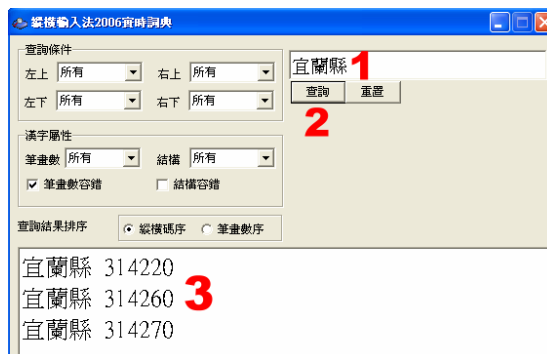 縱橫輸入法2006實時詞典
查詢條件
左上 所有 右上 所有
左下 所有 右下 所有
宜蘭縣 1
查詢 重置
2
漢字屬性
筆畫數 所有 結構 所有
筆畫數容錯 結構容錯
查詢結果排序 縱橫碼序 筆畫數序
宜蘭縣 314220
宜蘭縣 314260 3
宜蘭縣 314270